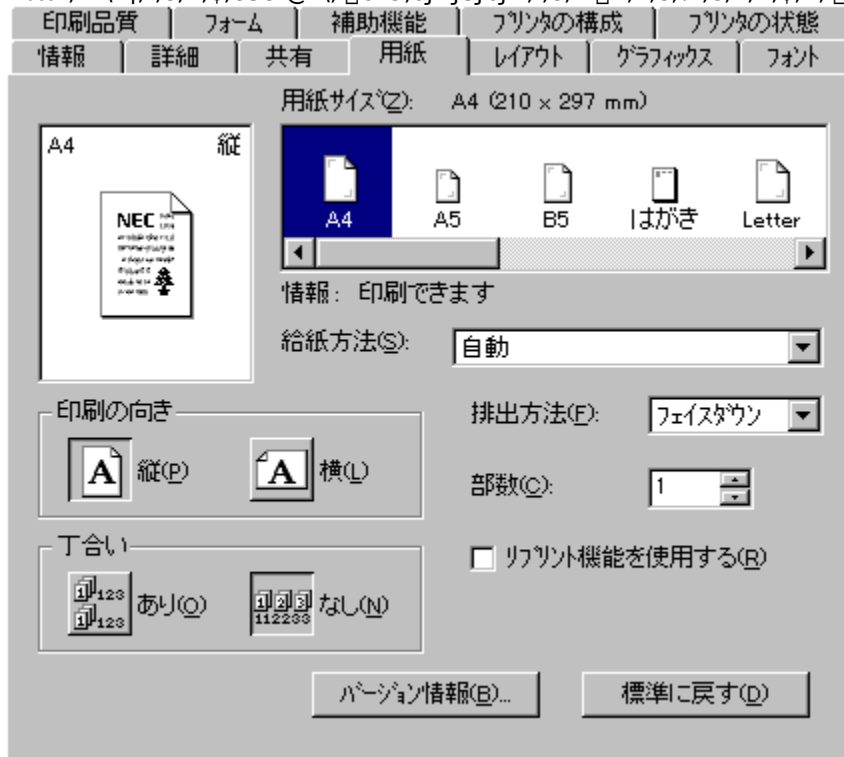 印刷品質 フォーム 補助機能 プリンタの構成 プリンタの状態
情報 詳細 共有 用紙 レイアウト グラフィックス フォント
用紙サイズ(Z): A4 (210 × 297 mm)
A4 縦
NEC
A4 A5 B5 はがき Letter
情報: 印刷できます
給紙方法(S): 自動
印刷の向き
縦(P) 横(L)
排出方法(F): フェイスダウン
部数(C): 1
丁合い
あり(O) なし(N)
リプリント機能を使用する(R)
バージョン情報(B)... 標準に戻す(D)